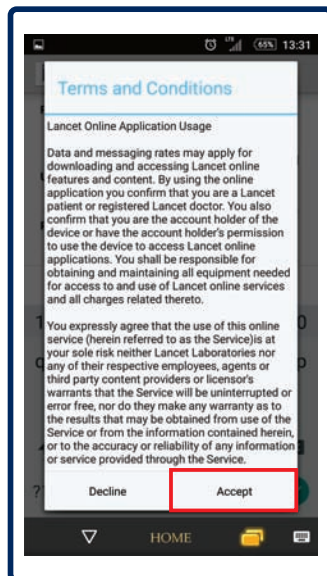 LTE 65% 13:31
Terms and Conditions
Lancet Online Application Usage
Data and messaging rates may apply for
downloading and accessing Lancet online
features and content. By using the online
application you confirm that you are a Lancet
patient or registered Lancet doctor. You also
confirm that you are the account holder of the
device or have the account holder's permission
to use the device to access Lancet online
applications. You shall be responsible for
obtaining and maintaining all equipment needed
for access to and use of Lancet online services
and all charges related thereto.
You expressly agree that the use of this online
service (herein referred to as the Service)is at
your sole risk neither Lancet Laboratories nor
any of their respective employees, agents or
third party content providers or licensor's
warrants that the Service will be uninterrupted or
error free, nor do they make any warranty as to
the results that may be obtained from use of the
Service or from the information contained herein,
or to the accuracy or reliability of any information
or service provided through the Service.
Decline Accept
HOME